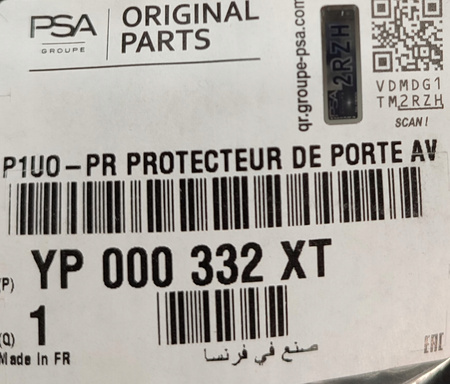 PSA
GROUPE
ORIGINAL
PARTS
qr.groupe-psa.com
2RZH
VDMDG1
TM2RZH
SCAN!
P1U0-PR PROTECTEUR DE PORTE AV
(P) YP 000 332 XT
(Q) 1
Made In FR
صنع في فرنسا
EAC